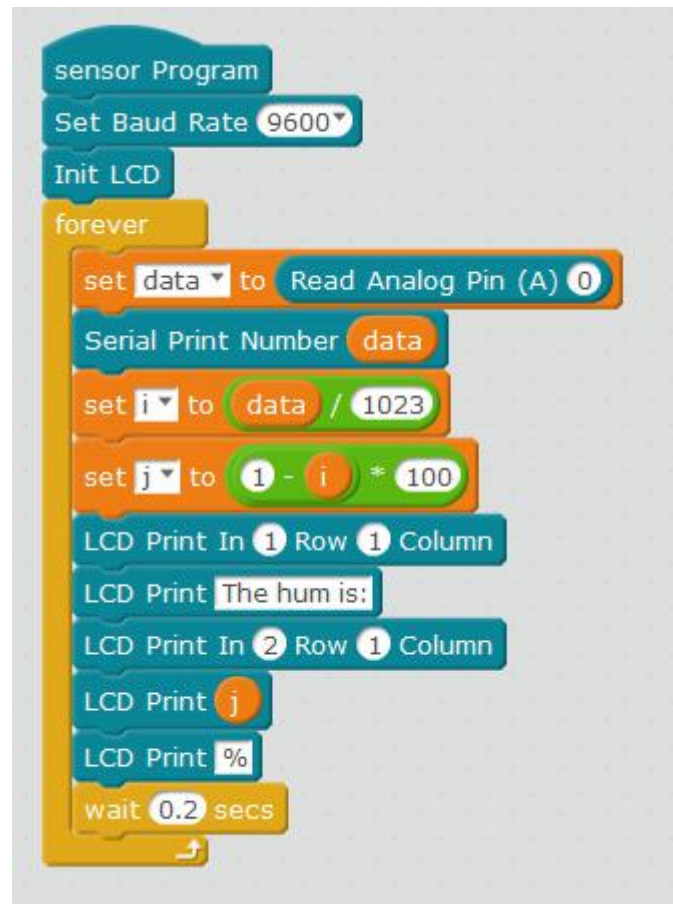 sensor Program
Set Baud Rate 9600
Init LCD
forever
set data to Read Analog Pin (A) 0
Serial Print Number data
set i to data / 1023
set j to 1 - i * 100
LCD Print In 1 Row 1 Column
LCD Print The hum is:
LCD Print In 2 Row 1 Column
LCD Print j
LCD Print %
wait 0.2 secs